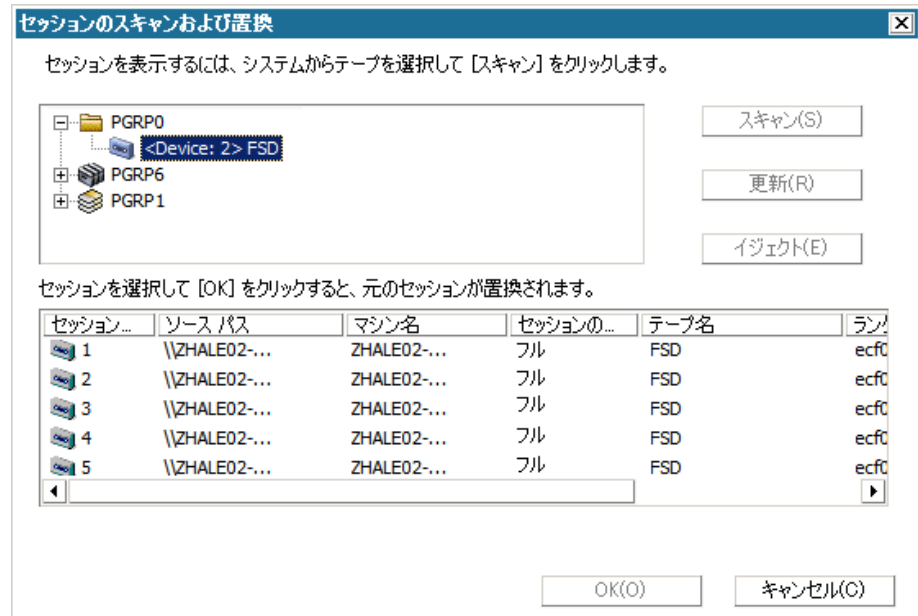 セッションのスキャンおよび置換
セッションを表示するには、システムからテープを選択して [スキャン] をクリックします。
PGRP0
<Device: 2> FSD
PGRP6
PGRP1
スキャン(S)
更新(R)
イジェクト(E)
セッションを選択して [OK] をクリックすると、元のセッションが置換されます。
セッション... ソース パス マシン名 セッションの... テープ名
1 \\ZHALE02-... ZHALE02-... フル FSD ecf0
2 \\ZHALE02-... ZHALE02-... フル FSD ecf0
3 \\ZHALE02-... ZHALE02-... フル FSD ecf0
4 \\ZHALE02-... ZHALE02-... フル FSD ecf0
5 \\ZHALE02-... ZHALE02-... フル FSD ecf0
OK(O) キャンセル(C)